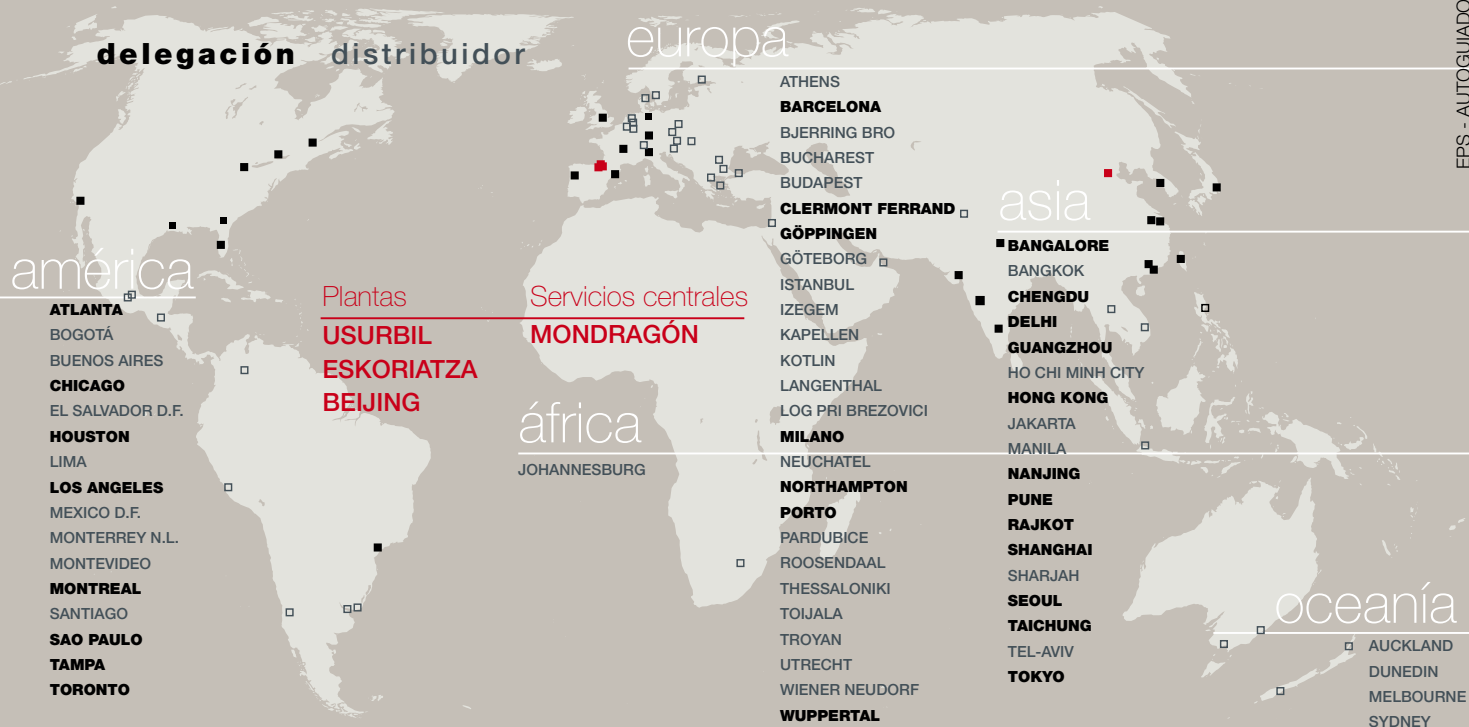 delegación distribuidor
europa
ATHENS
BARCELONA
BJERRING BRO
BUCHAREST
BUDAPEST
CLERMONT FERRAND
GÖPPINGEN
GÖTEBORG
ISTANBUL
IZEGEM
KAPELLEN
KOTLIN
LANGENTHAL
LOG PRI BREZOVICI
MILANO
NEUCHATEL
NORTHAMPTON
PORTO
PARDUBICE
ROOSENDAAL
THESSALONIKI
TOIJALA
TROYAN
UTRECHT
WIENER NEUDORF
WUPPERTAL
asia
BANGALORE
BANGKOK
CHENGDU
DELHI
GUANGZHOU
HO CHI MINH CITY
HONG KONG
JAKARTA
MANILA
NANJING
PUNE
RAJKOT
SHANGHAI
SHARJAH
SEOUL
TAICHUNG
TEL-AVIV
TOKYO
américa
ATLANTA
BOGOTÁ
BUENOS AIRES
CHICAGO
EL SALVADOR D.F.
HOUSTON
LIMA
LOS ANGELES
MEXICO D.F.
MONTERREY N.L.
MONTEVIDEO
MONTREAL
SANTIAGO
SAO PAULO
TAMPA
TORONTO
Plantas
USURBIL
ESKORIATZA
BEIJING
Servicios centrales
MONDRAGÓN
áfrica
JOHANNESBURG
oceanía
AUCKLAND
DUNEDIN
MELBOURNE
SYDNEY
EPS - AUTOGUIADO